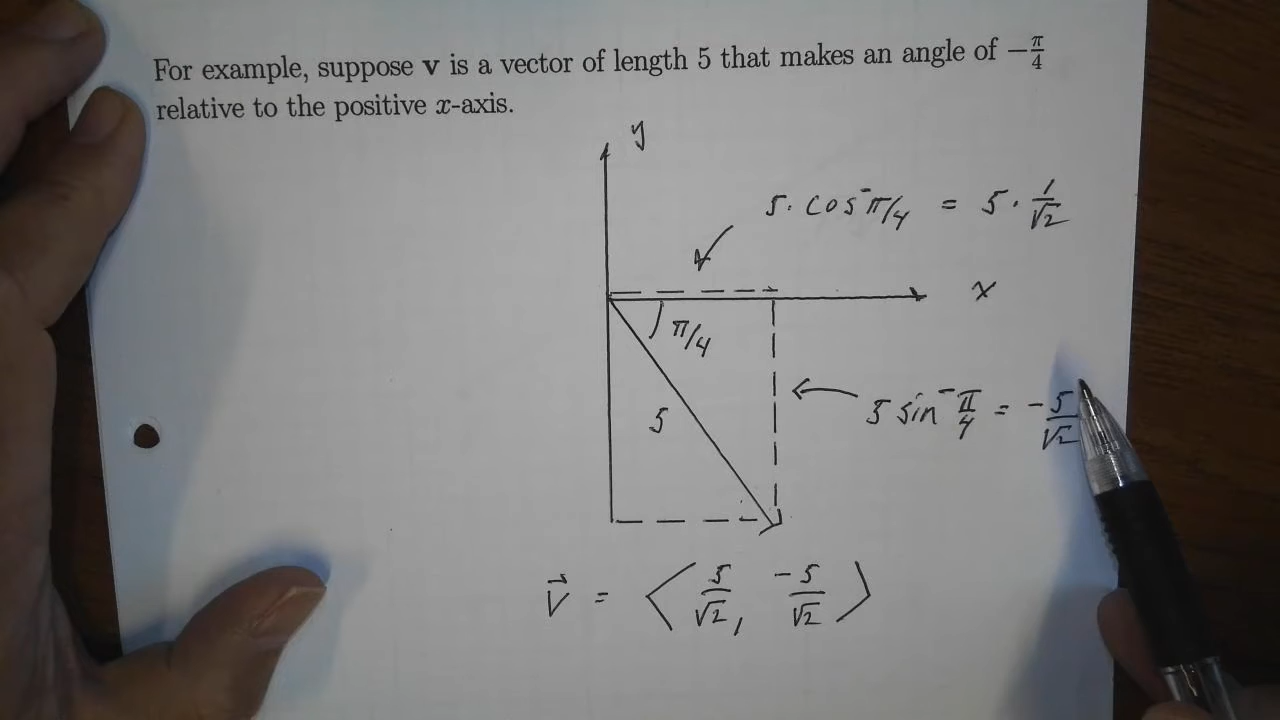 For example, suppose v is a vector of length 5 that makes an angle of −π/4
relative to the positive x-axis.
y
5 · cos −π/4 = 5 · 1/√2
x
π/4
5
5 sin −π/4 = −5/√2
v⃗ = ⟨ 5/√2, −5/√2 ⟩